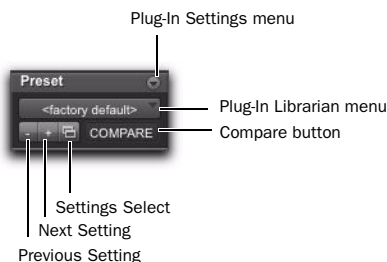 Plug-In Settings menu
Preset
<factory default>
Plug-In Librarian menu
- + COMPARE
Compare button
Settings Select
Next Setting
Previous Setting